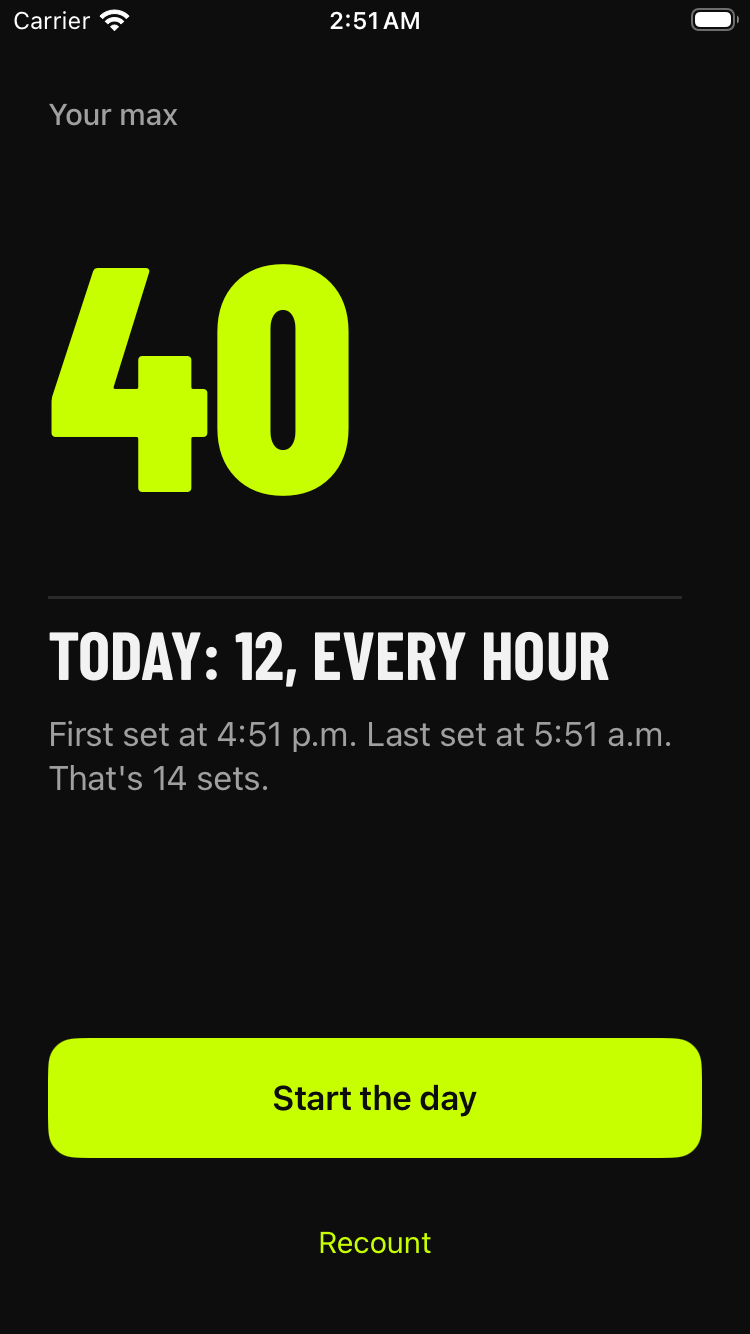 Carrier 2:51 AM
Your max
40
TODAY: 12, EVERY HOUR
First set at 4:51 p.m. Last set at 5:51 a.m.
That's 14 sets.
Start the day
Recount